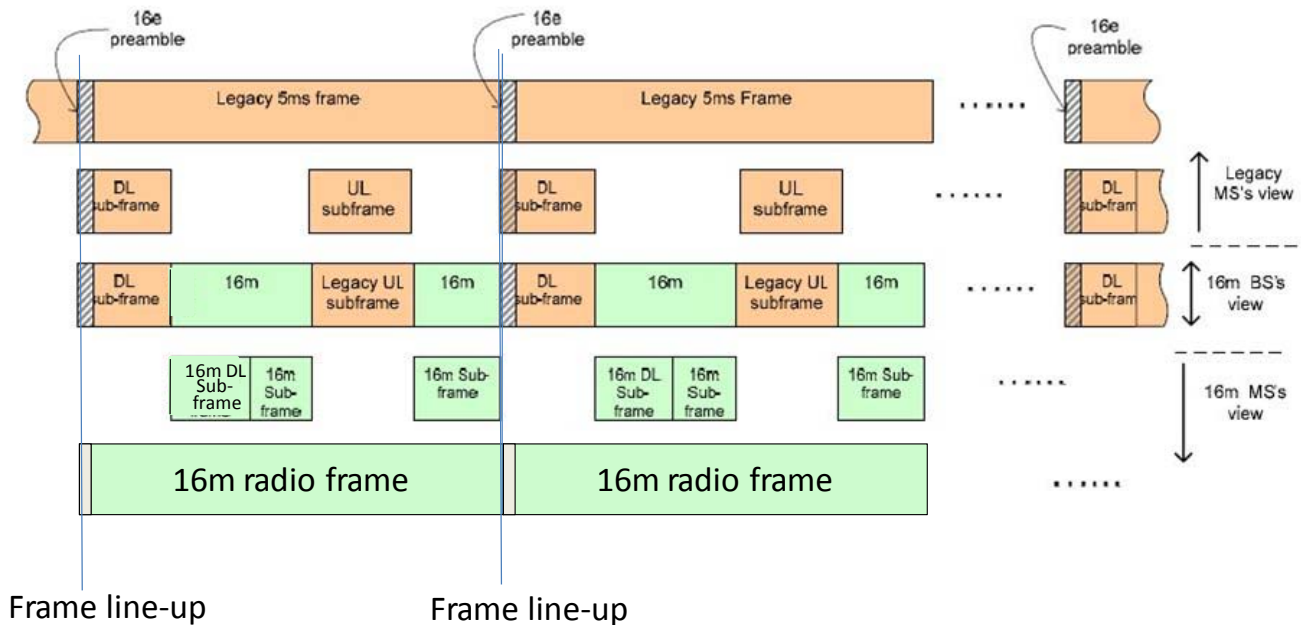 16e
preamble
16e
preamble
16e
preamble
Legacy 5ms frame
Legacy 5ms Frame
......
DL
sub-frame
UL
subframe
DL
sub-frame
UL
subframe
......
DL
sub-fram
Legacy
MS's view
DL
sub-frame
16m
Legacy UL
subframe
16m
DL
sub-frame
16m
Legacy UL
subframe
16m
......
DL
sub-fram
16m BS's
view
16m DL
Sub-
frame
16m
Sub-
frame
16m Sub-
frame
16m DL
Sub-
frame
16m
Sub-
frame
16m Sub-
frame
......
16m MS's
view
16m radio frame
16m radio frame
......
Frame line-up
Frame line-up